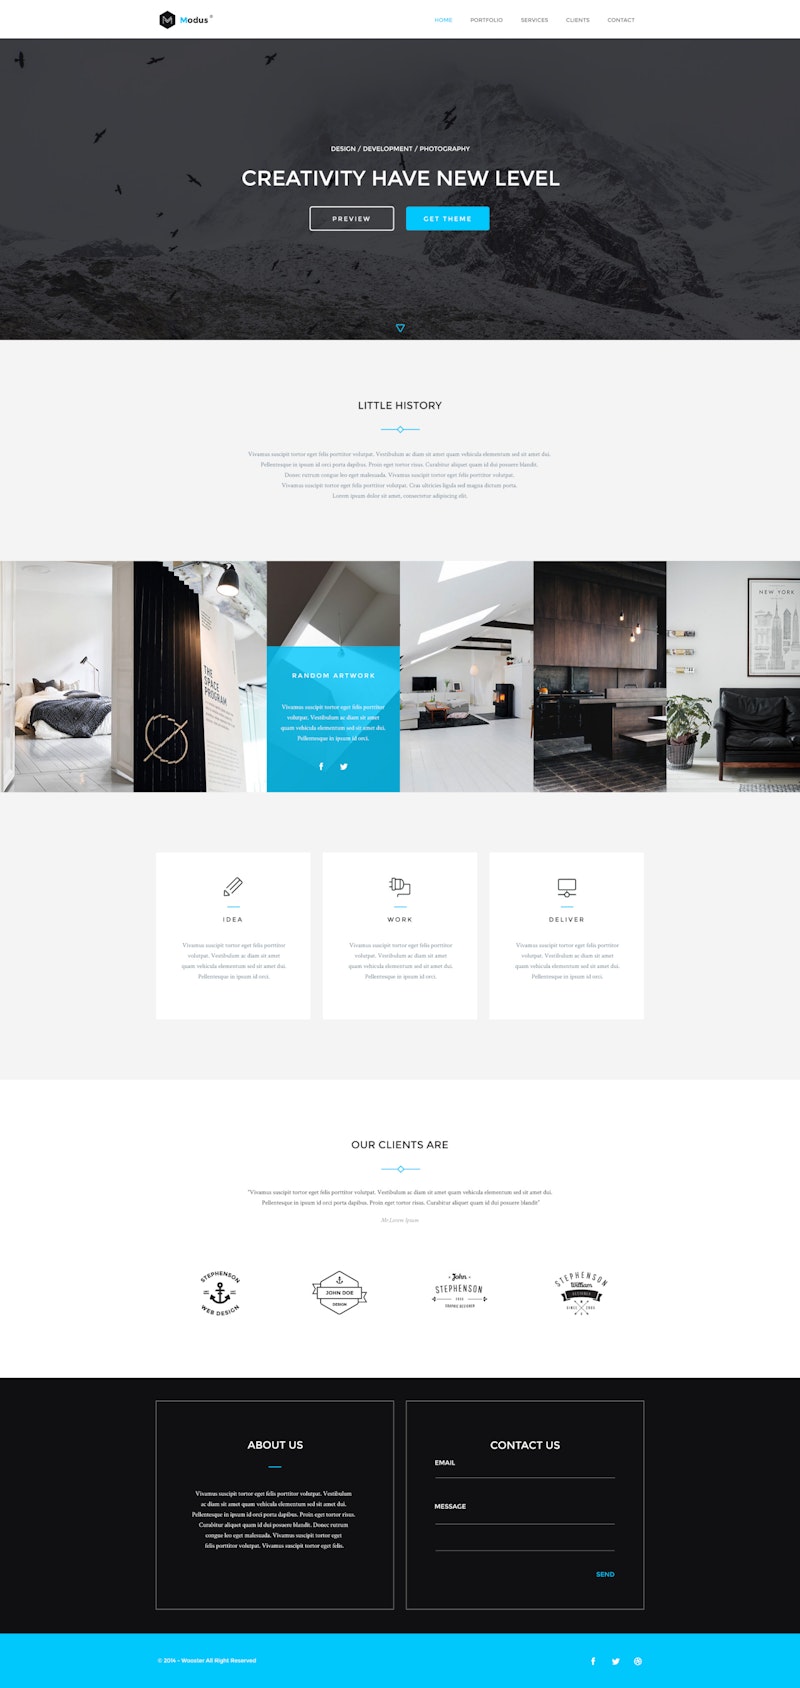 Modus®
HOME PORTFOLIO SERVICES CLIENTS CONTACT
DESIGN / DEVELOPMENT / PHOTOGRAPHY
CREATIVITY HAVE NEW LEVEL
PREVIEW GET THEME
LITTLE HISTORY
Vivamus suscipit tortor eget felis porttitor volutpat. Vestibulum ac diam sit amet quam vehicula elementum sed sit amet dui.
Pellentesque in ipsum id orci porta dapibus. Proin eget tortor risus. Curabitur aliquet quam id dui posuere blandit.
Donec rutrum congue leo eget malesuada. Vivamus suscipit tortor eget felis porttitor volutpat.
Vivamus suscipit tortor eget felis porttitor volutpat. Cras ultricies ligula sed magna dictum porta.
Lorem ipsum dolor sit amet, consectetur adipiscing elit.
THE
SPACE
PROGRAM
RANDOM ARTWORK
Vivamus suscipit tortor eget felis porttitor
volutpat. Vestibulum ac diam sit amet
quam vehicula elementum sed sit amet dui.
Pellentesque in ipsum id orci.
NEW YORK
IDEA
Vivamus suscipit tortor eget felis porttitor
volutpat. Vestibulum ac diam sit amet
quam vehicula elementum sed sit amet dui.
Pellentesque in ipsum id orci.
WORK
Vivamus suscipit tortor eget felis porttitor
volutpat. Vestibulum ac diam sit amet
quam vehicula elementum sed sit amet dui.
Pellentesque in ipsum id orci.
DELIVER
Vivamus suscipit tortor eget felis porttitor
volutpat. Vestibulum ac diam sit amet
quam vehicula elementum sed sit amet dui.
Pellentesque in ipsum id orci.
OUR CLIENTS ARE
"Vivamus suscipit tortor eget felis porttitor volutpat. Vestibulum ac diam sit amet quam vehicula elementum sed sit amet dui.
Pellentesque in ipsum id orci porta dapibus. Proin eget tortor risus. Curabitur aliquet quam id dui posuere blandit"
Mr.Lorem Ipsum
STEPHENSON
WEB DESIGN
JOHN DOE
DESIGN
John
STEPHENSON
GRAPHIC DESIGNER
STEPHENSON
William
DESIGNER
SINCE
ABOUT US
Vivamus suscipit tortor eget felis porttitor volutpat. Vestibulum
ac diam sit amet quam vehicula elementum sed sit amet dui.
Pellentesque in ipsum id orci porta dapibus. Proin eget tortor risus.
Curabitur aliquet quam id dui posuere blandit. Donec rutrum
congue leo eget malesuada. Vivamus suscipit tortor eget
felis porttitor volutpat. Vivamus suscipit tortor eget felis.
CONTACT US
EMAIL
MESSAGE
SEND
© 2014 - Wooster All Right Reserved